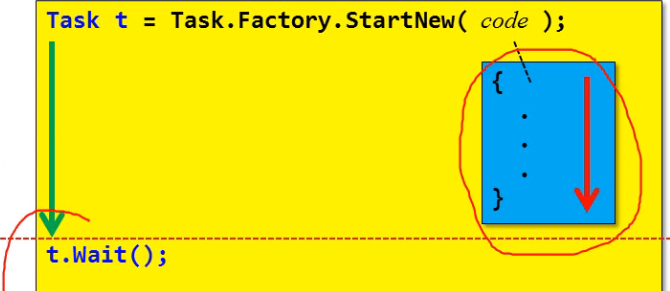 Task t = Task.Factory.StartNew( code );
{
.
.
.
}
t.Wait();